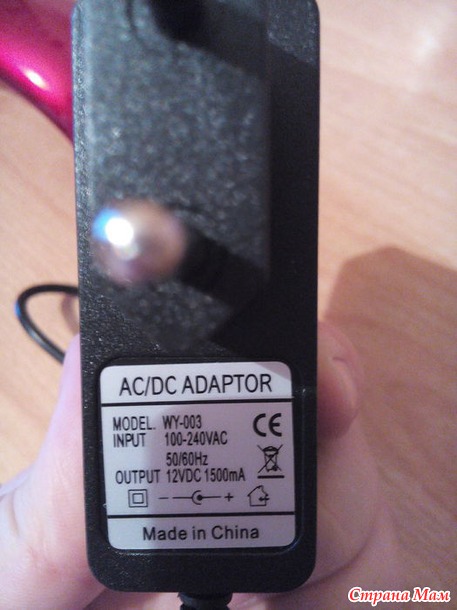 AC/DC ADAPTOR
MODEL. WY-003
INPUT 100-240VAC
50/60Hz
OUTPUT 12VDC 1500mA
CE
− +
Made in China
Страна Мам